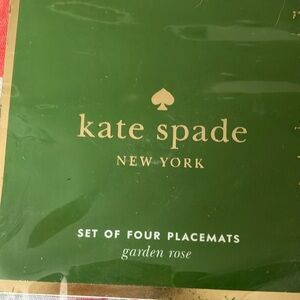 kate spade
NEW YORK
SET OF FOUR PLACEMATS
garden rose